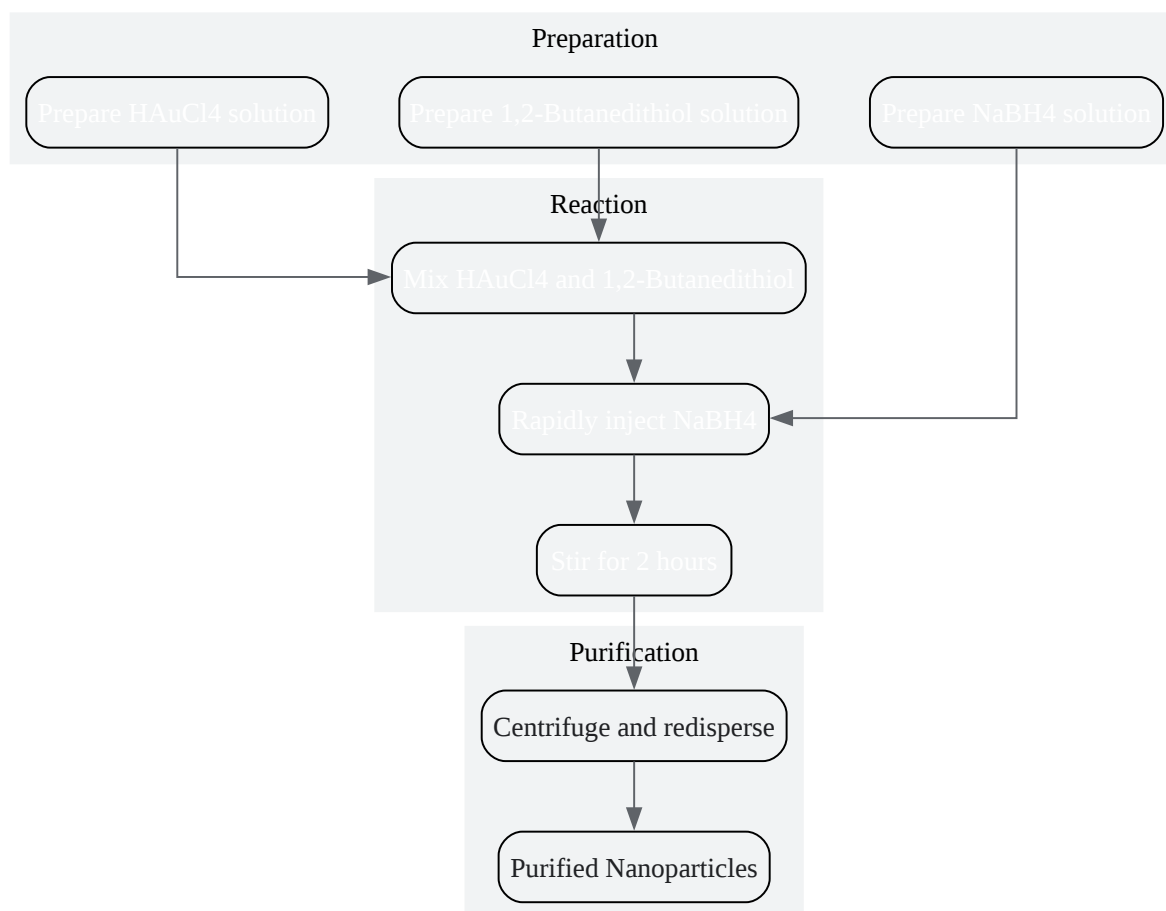 Preparation
Prepare HAuCl4 solution
Prepare 1,2-Butanedithiol solution
Prepare NaBH4 solution
Reaction
Mix HAuCl4 and 1,2-Butanedithiol
Rapidly inject NaBH4
Stir for 2 hours
Purification
Centrifuge and redisperse
Purified Nanoparticles